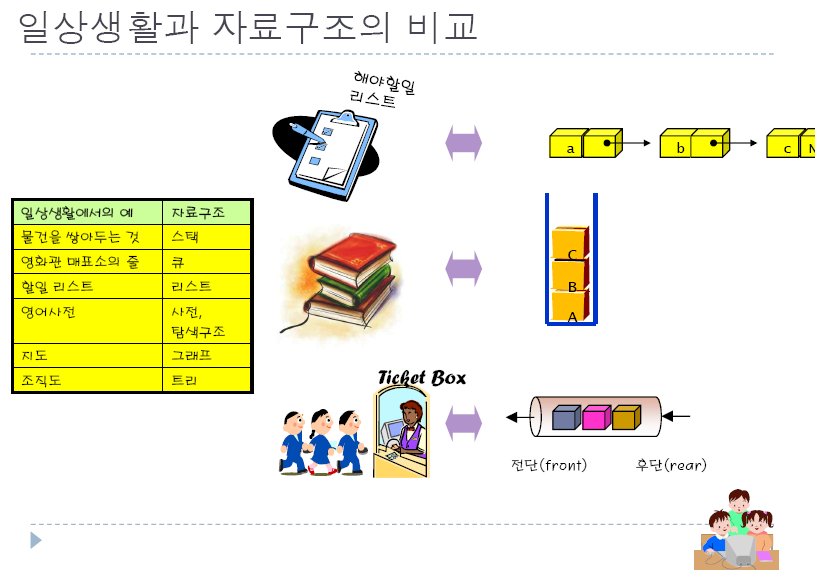 일상생활과 자료구조의 비교
해야할일
리스트
a
b
c
일상생활에서의 예 자료구조
물건을 쌓아두는 것 스택
영화관 매표소의 줄 큐
할일 리스트 리스트
영어사전 사전,
탐색구조
지도 그래프
조직도 트리
C
B
A
Ticket Box
전단(front) 후단(rear)